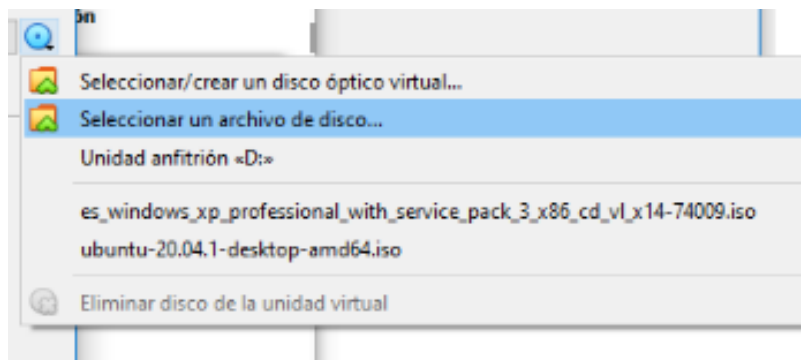 ón
Seleccionar/crear un disco óptico virtual...
Seleccionar un archivo de disco...
Unidad anfitrión «D:»
es_windows_xp_professional_with_service_pack_3_x86_cd_vl_x14-74009.iso
ubuntu-20.04.1-desktop-amd64.iso
Eliminar disco de la unidad virtual